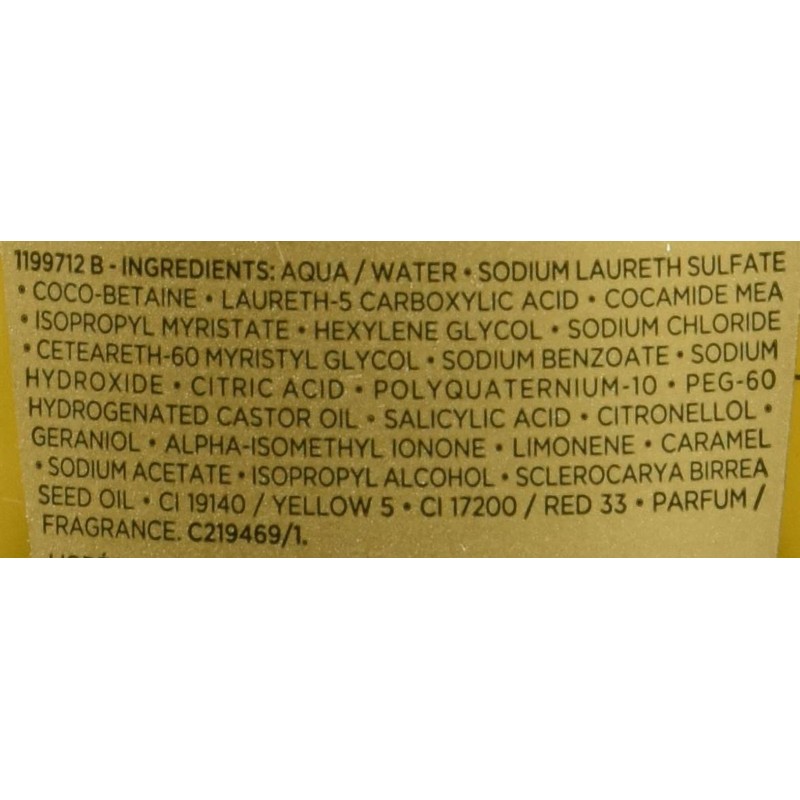 1199712 B - INGREDIENTS: AQUA / WATER • SODIUM LAURETH SULFATE
• COCO-BETAINE • LAURETH-5 CARBOXYLIC ACID • COCAMIDE MEA
• ISOPROPYL MYRISTATE • HEXYLENE GLYCOL • SODIUM CHLORIDE
• CETEARETH-60 MYRISTYL GLYCOL • SODIUM BENZOATE • SODIUM
HYDROXIDE • CITRIC ACID • POLYQUATERNIUM-10 • PEG-60
HYDROGENATED CASTOR OIL • SALICYLIC ACID • CITRONELLOL •
GERANIOL • ALPHA-ISOMETHYL IONONE • LIMONENE • CARAMEL
• SODIUM ACETATE • ISOPROPYL ALCOHOL • SCLEROCARYA BIRREA
SEED OIL • CI 19140 / YELLOW 5 • CI 17200 / RED 33 • PARFUM /
FRAGRANCE. C219469/1.